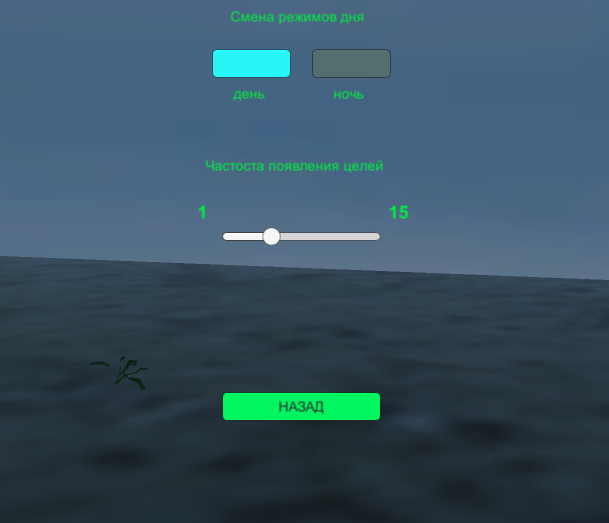 Смена режимов дня
день ночь
Частоста появления целей
1 15
НАЗАД